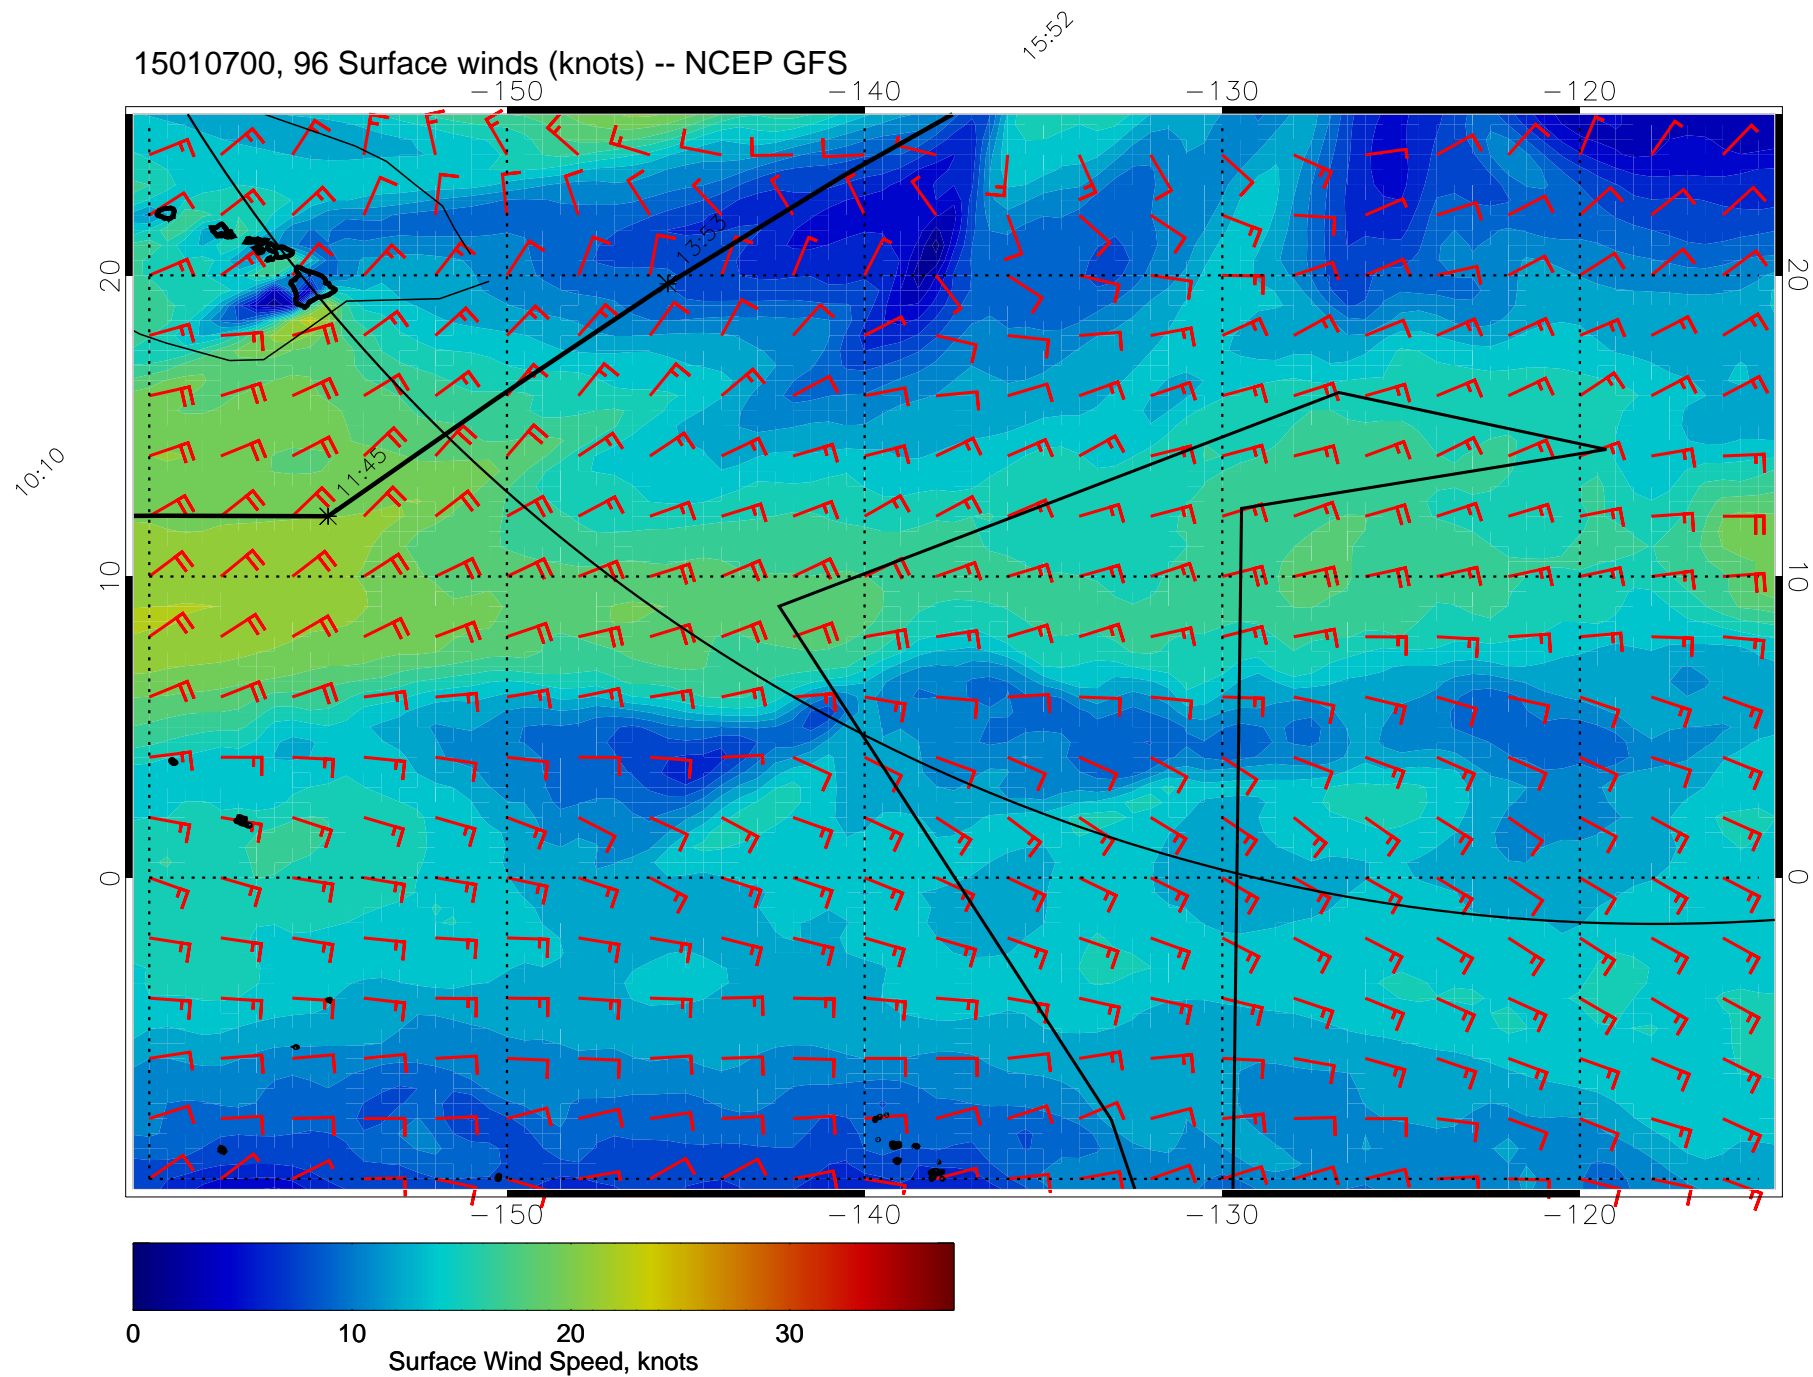 15:52
15010700, 96 Surface winds (knots) -- NCEP GFS
−150 −140 −130 −120
13:53
20 20
10:10
11:45
10 10
0 0
−150 −140 −130 −120
0 10 20 30
Surface Wind Speed, knots